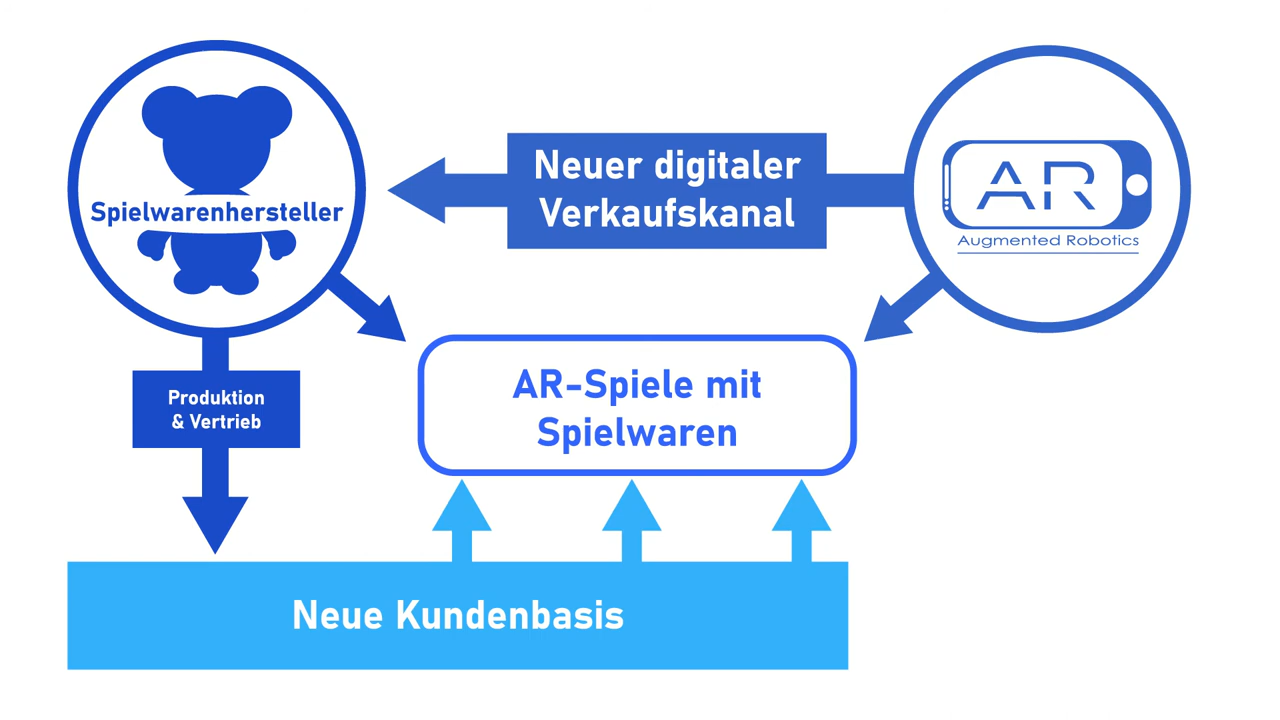 Spielwarenhersteller
Neuer digitaler
Verkaufskanal
AR
Augmented Robotics
Produktion
& Vertrieb
AR-Spiele mit
Spielwaren
Neue Kundenbasis